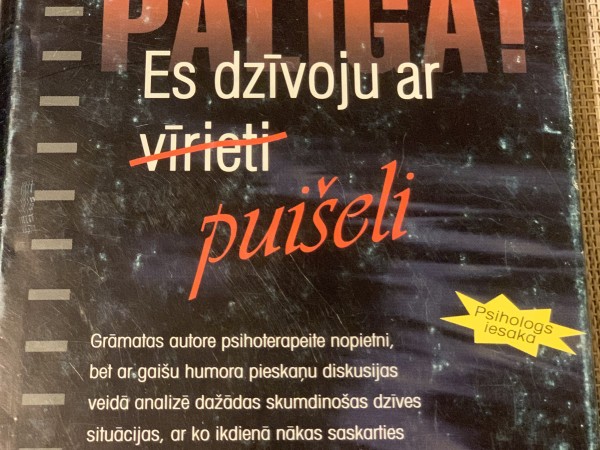 PALĪGĀ!
Es dzīvoju ar
vīrieti
puišeli
Psihologs
iesaka
Grāmatas autore psihoterapeite nopietni,
bet ar gaišu humora pieskaņu diskusijas
veidā analizē dažādas skumdinošas dzīves
situācijas, ar ko ikdienā nākas saskarties